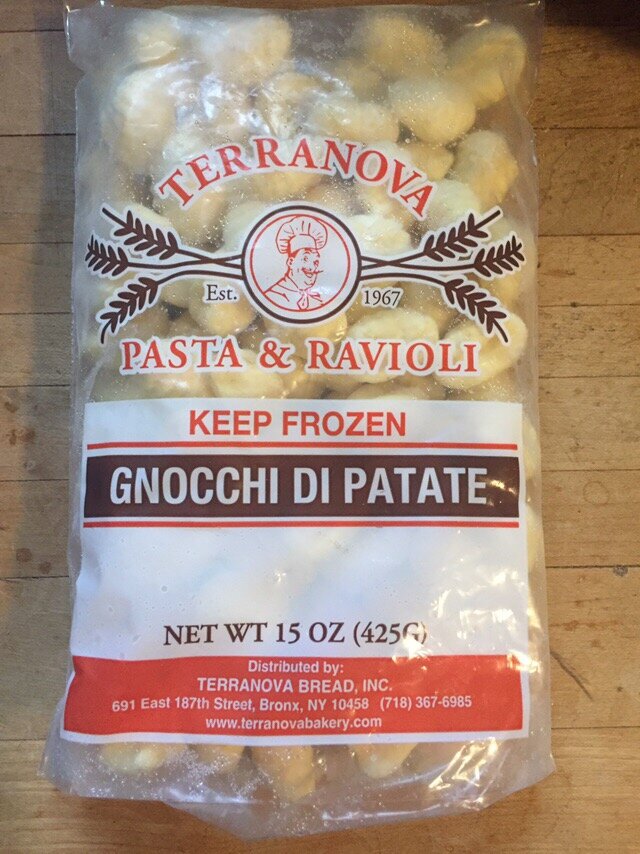 TERRANOVA
Est. 1967
PASTA & RAVIOLI
KEEP FROZEN
GNOCCHI DI PATATE
NET WT 15 OZ (425G)
Distributed by:
TERRANOVA BREAD, INC.
691 East 187th Street, Bronx, NY 10458 (718) 367-6985
www.terranovabakery.com